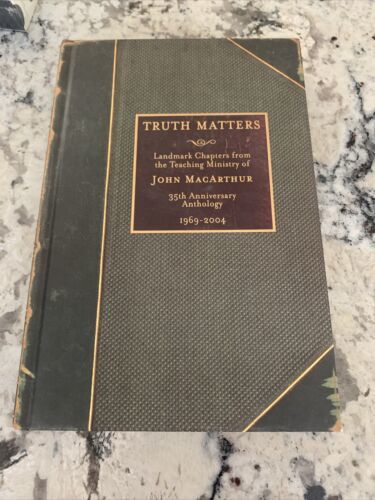 TRUTH MATTERS
Landmark Chapters from
the Teaching Ministry of
JOHN MACARTHUR
35th Anniversary
Anthology
1969-2004